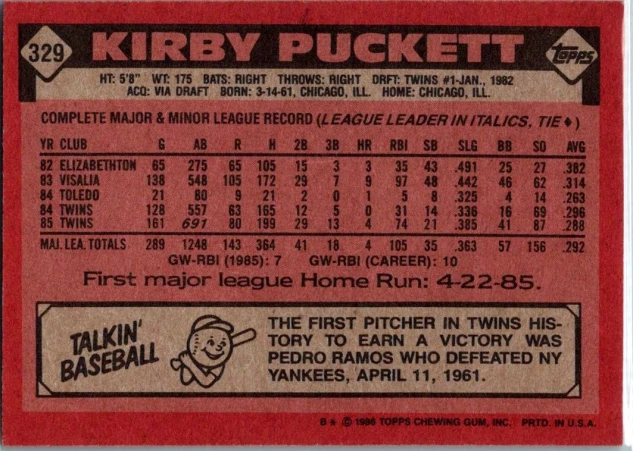 329
KIRBY PUCKETT
topps
HT: 5'8" WT: 175 BATS: RIGHT THROWS: RIGHT DRFT: TWINS #1-JAN., 1982
ACQ: VIA DRAFT BORN: 3-14-61, CHICAGO, ILL. HOME: CHICAGO, ILL.
COMPLETE MAJOR & MINOR LEAGUE RECORD (LEAGUE LEADER IN ITALICS, TIE ♦)
YR CLUB G AB R H 2B 3B HR RBI SB SLG BB SO AVG
82 ELIZABETHTON 65 275 65 105 15 3 3 35 43 .491 25 27 .382
83 VISALIA 138 548 105 172 29 7 9 97 48 .442 46 62 .314
84 TOLEDO 21 80 9 21 2 0 1 5 8 .325 4 14 .263
84 TWINS 128 557 63 165 12 5 0 31 14 .336 16 69 .296
85 TWINS 161 691 80 199 29 13 4 74 21 .385 41 87 .288
MAJ. LEA. TOTALS 289 1248 143 364 41 18 4 105 35 .363 57 156 .292
GW-RBI (1985): 7 GW-RBI (CAREER): 10
First major league Home Run: 4-22-85.
TALKIN' BASEBALL
THE FIRST PITCHER IN TWINS HIS-
TORY TO EARN A VICTORY WAS
PEDRO RAMOS WHO DEFEATED NY
YANKEES, APRIL 11, 1961.
B* © 1986 TOPPS CHEWING GUM, INC. PRTD. IN U.S.A.